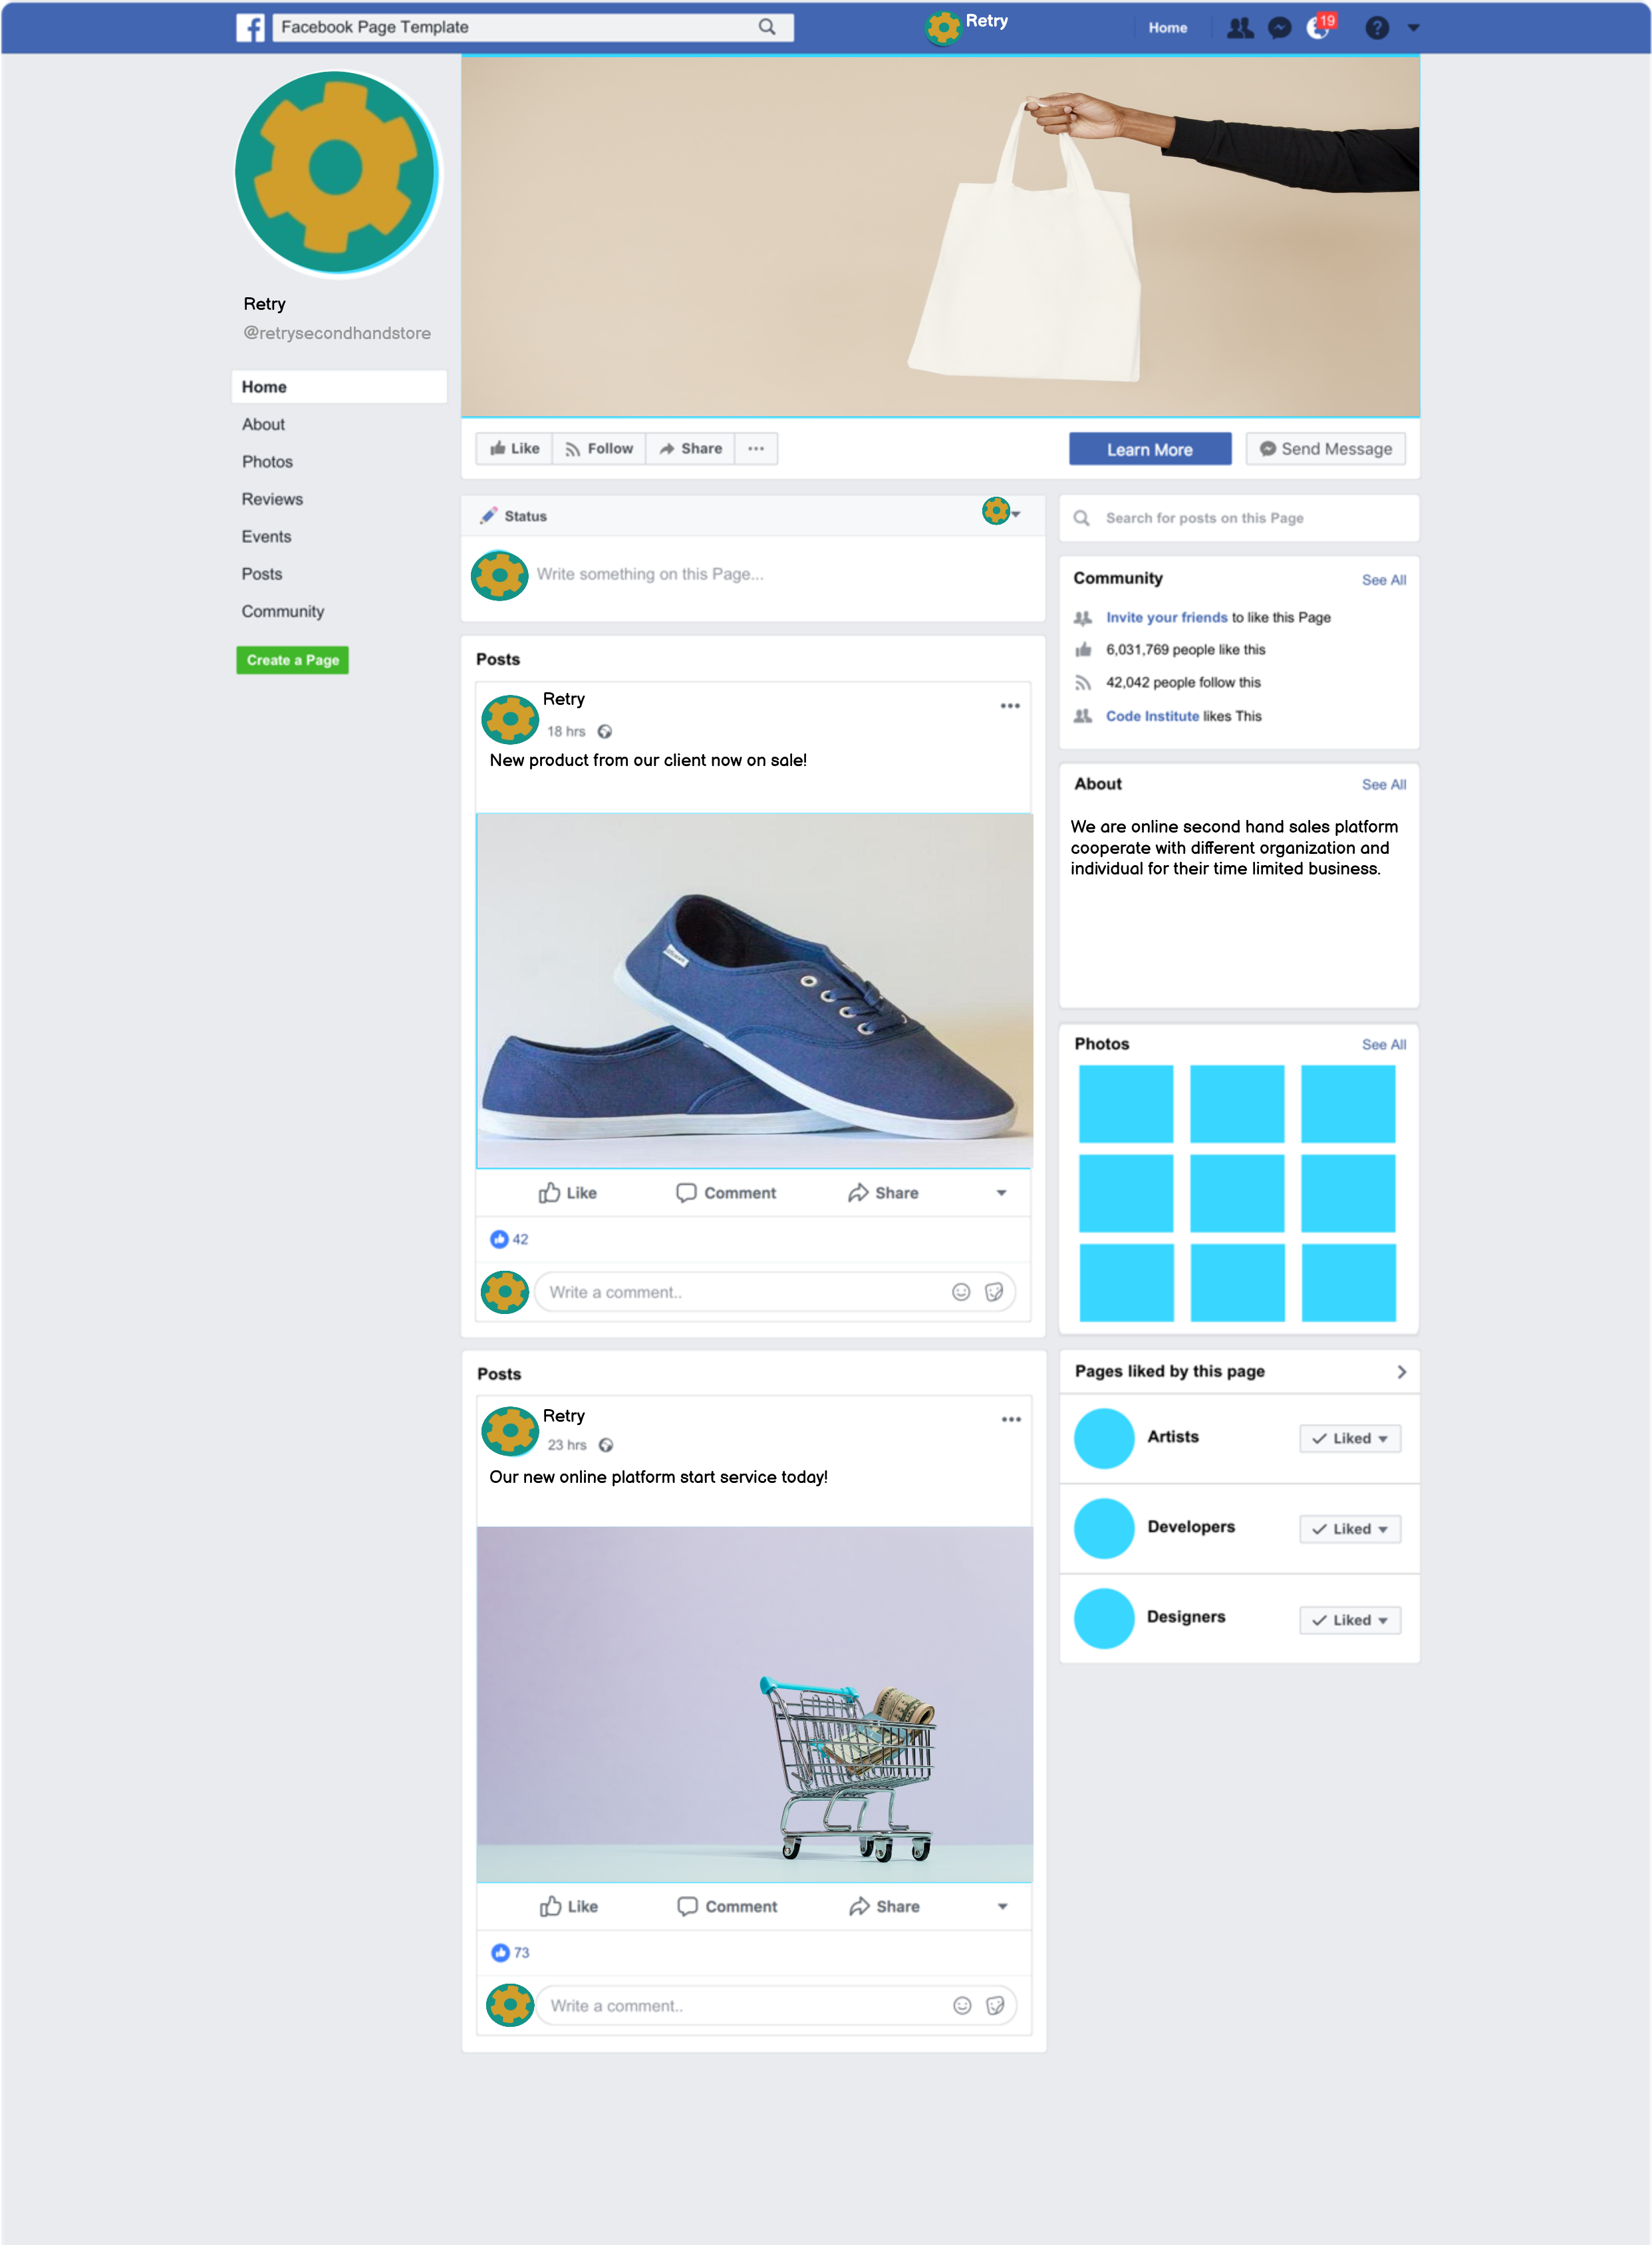 Facebook Page Template
Retry
Home
19
?
Retry
@retrysecondhandstore
Home
About
Photos
Reviews
Events
Posts
Community
Create a Page
Like
Follow
Share
Learn More
Send Message
Status
Write something on this Page...
Posts
Retry
18 hrs
New product from our client now on sale!
Like
Comment
Share
42
Write a comment..
Posts
Retry
23 hrs
Our new online platform start service today!
Like
Comment
Share
73
Write a comment..
Search for posts on this Page
Community
See All
Invite your friends to like this Page
6,031,769 people like this
42,042 people follow this
Code Institute likes This
About
See All
We are online second hand sales platform
cooperate with different organization and
individual for their time limited business.
Photos
See All
Pages liked by this page
Artists
Liked
Developers
Liked
Designers
Liked